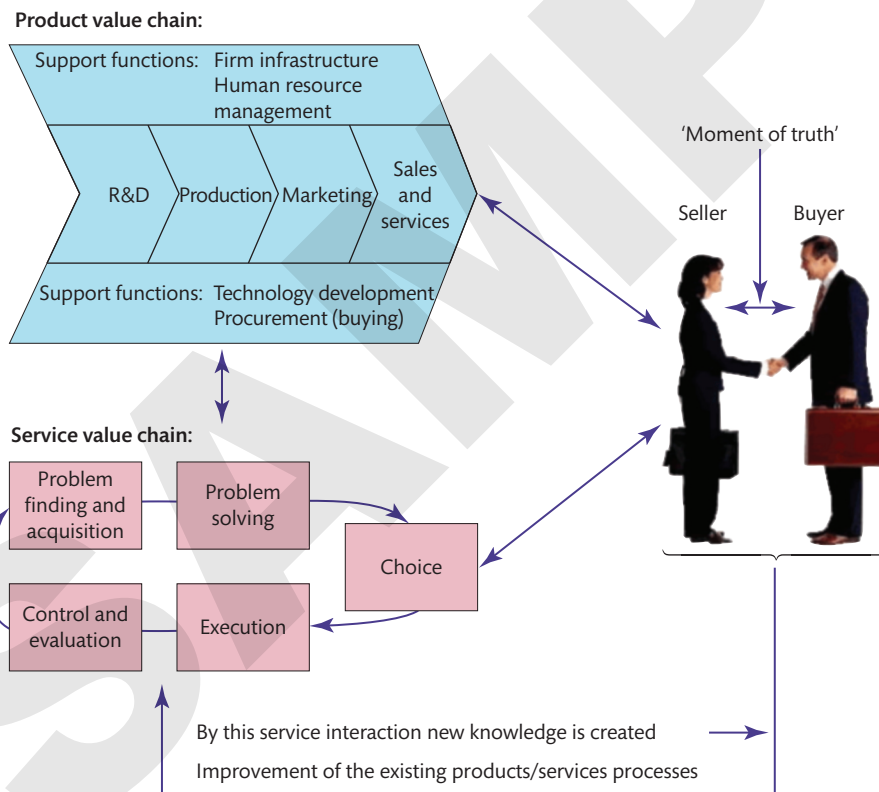 Product value chain:
Support functions: Firm infrastructure
Human resource
management
R&D
Production
Marketing
Sales
and
services
Support functions: Technology development
Procurement (buying)
'Moment of truth'
Seller
Buyer
Service value chain:
Problem
finding and
acquisition
Problem
solving
Choice
Control and
evaluation
Execution
By this service interaction new knowledge is created
Improvement of the existing products/services processes
SAMP